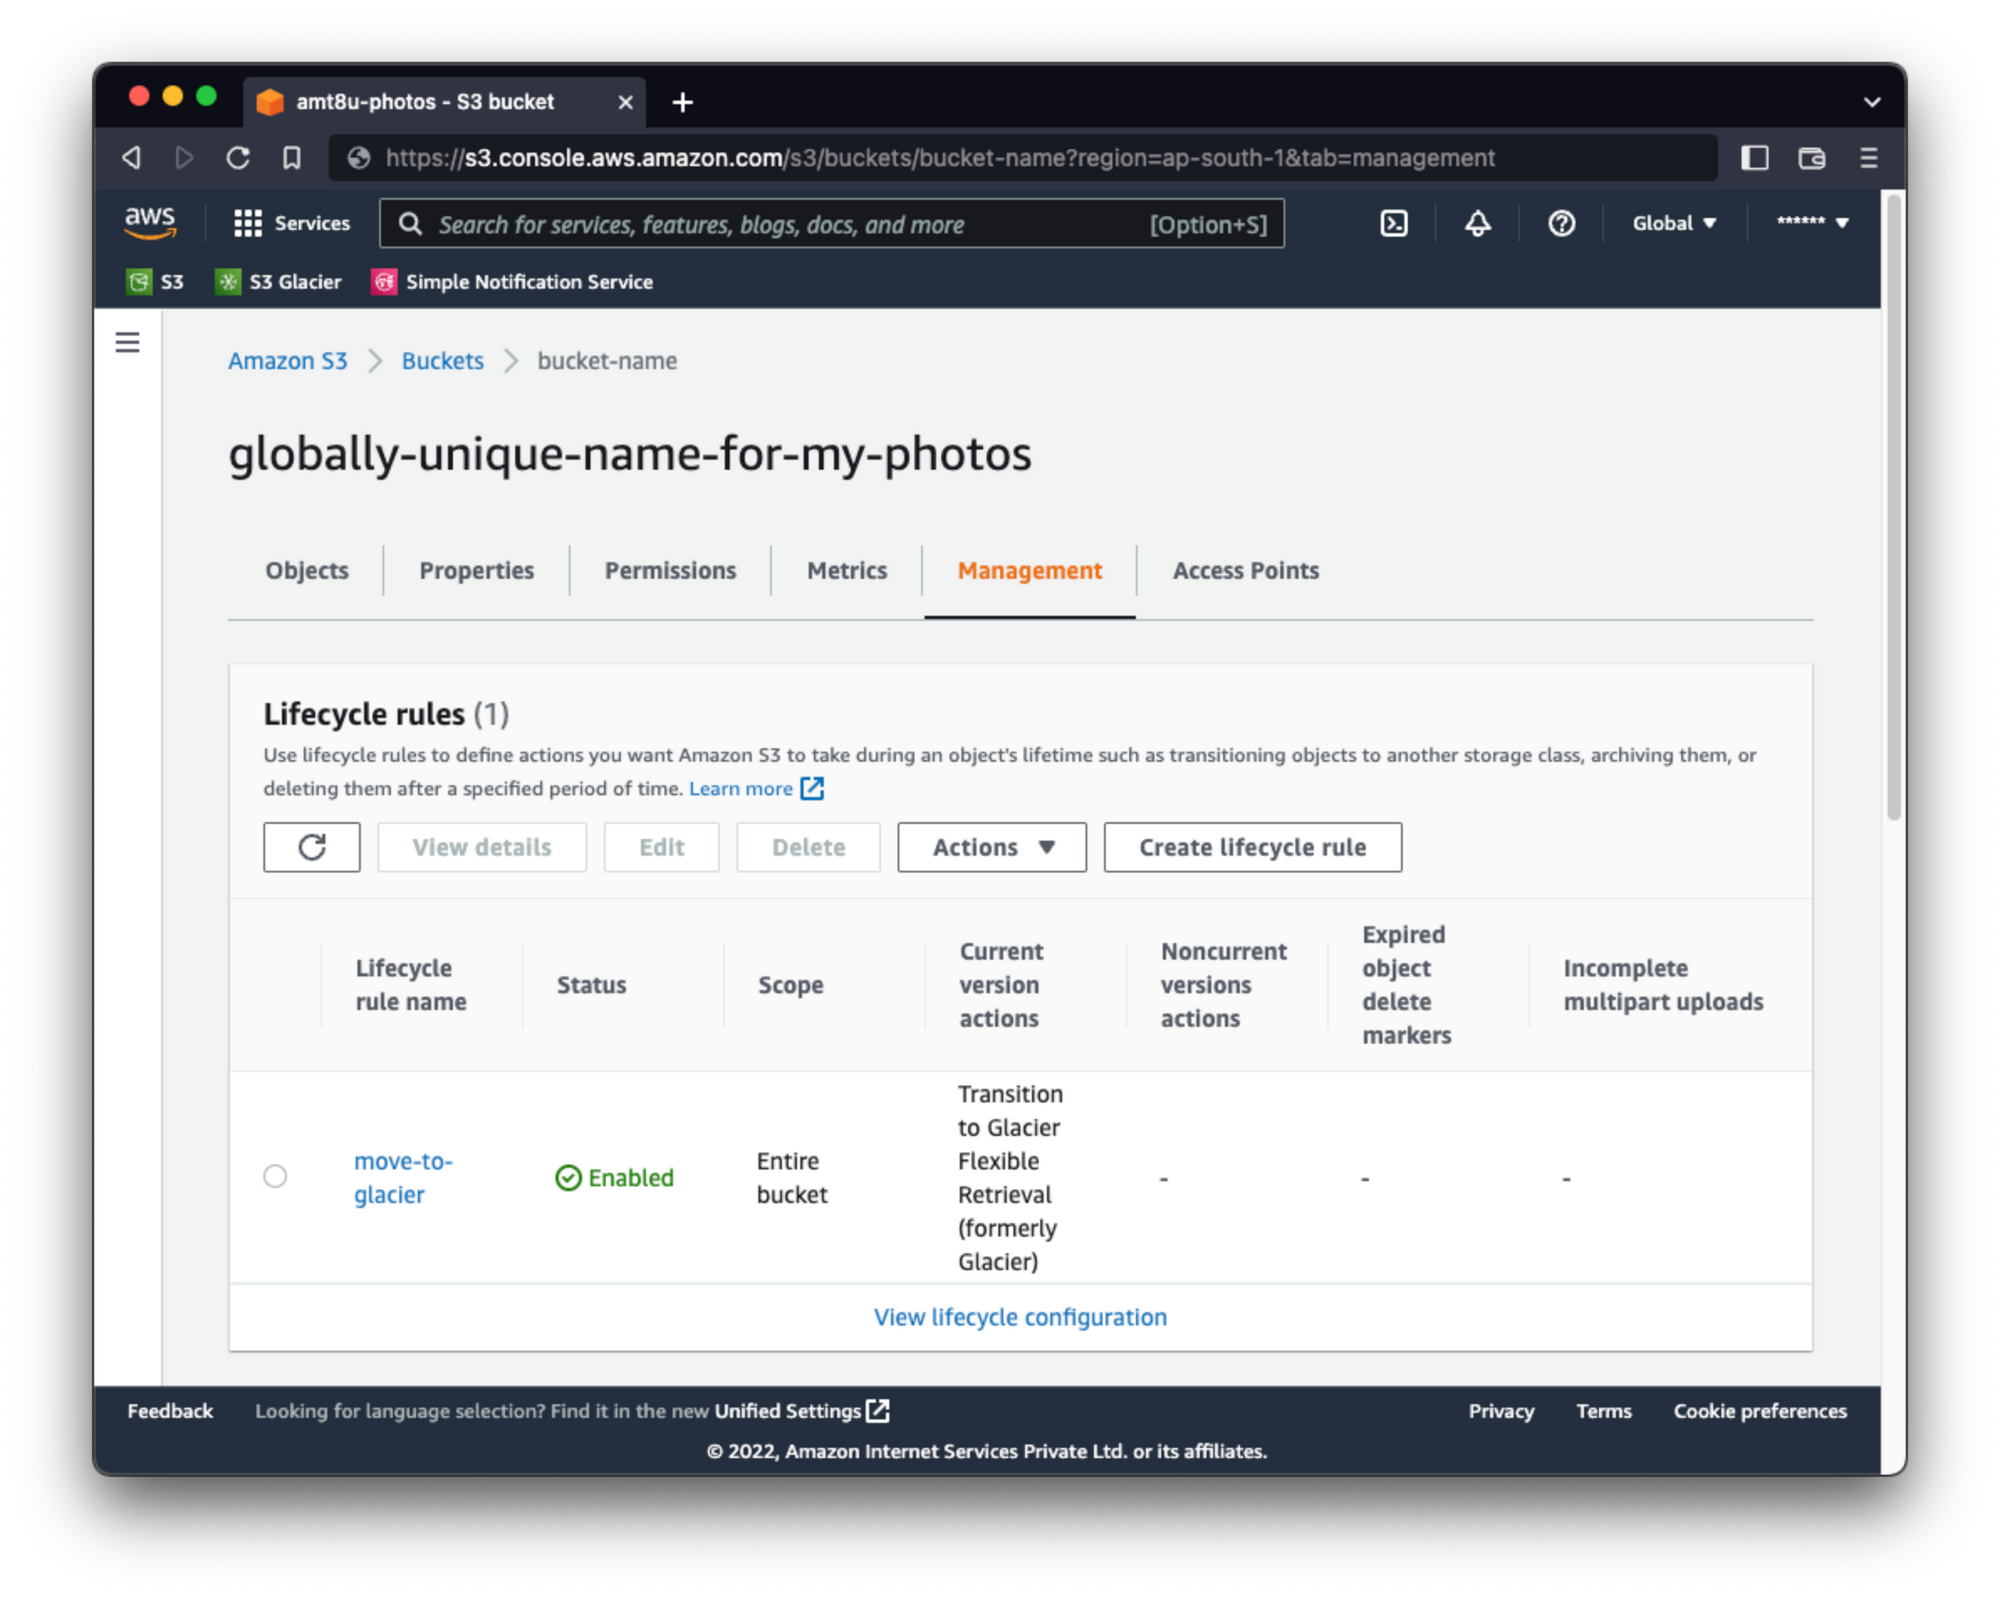 amt8u-photos - S3 bucket
https://s3.console.aws.amazon.com/s3/buckets/bucket-name?region=ap-south-1&tab=management
aws Services Search for services, features, blogs, docs, and more [Option+S] Global ******
S3 S3 Glacier Simple Notification Service
Amazon S3 Buckets bucket-name
globally-unique-name-for-my-photos
Objects Properties Permissions Metrics Management Access Points
Lifecycle rules (1)
Use lifecycle rules to define actions you want Amazon S3 to take during an object's lifetime such as transitioning objects to another storage class, archiving them, or
deleting them after a specified period of time. Learn more
View details Edit Delete Actions Create lifecycle rule
Lifecycle
rule name
Status
Scope
Current
version
actions
Noncurrent
versions
actions
Expired
object
delete
markers
Incomplete
multipart uploads
move-to-
glacier
Enabled
Entire
bucket
Transition
to Glacier
Flexible
Retrieval
(formerly
Glacier)
-
-
-
View lifecycle configuration
Feedback Looking for language selection? Find it in the new Unified Settings Privacy Terms Cookie preferences
© 2022, Amazon Internet Services Private Ltd. or its affiliates.